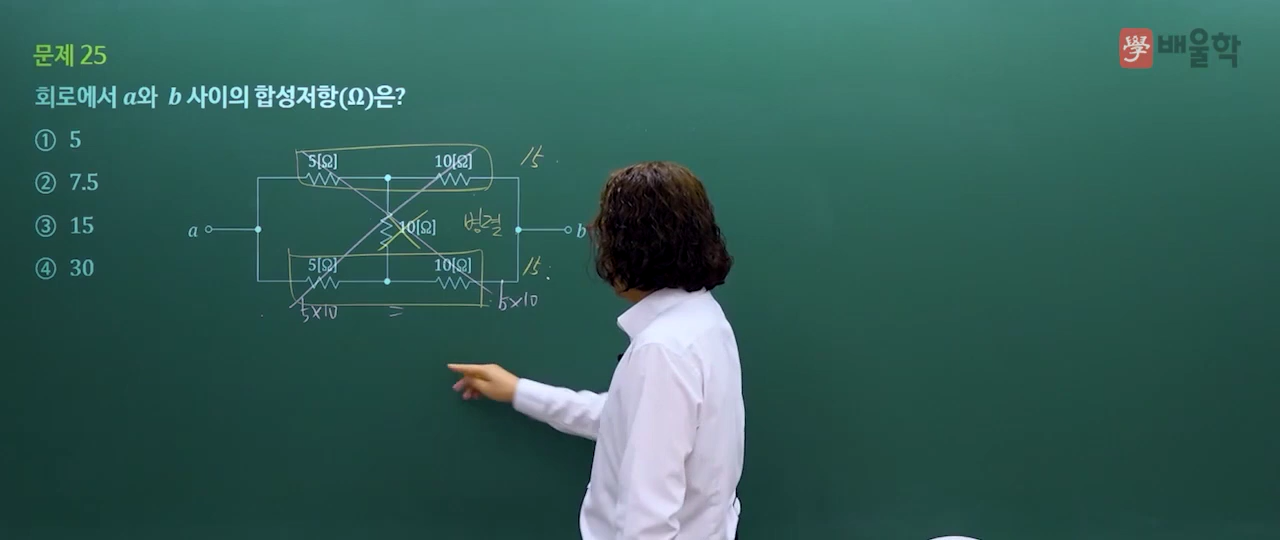 문제 25
學 배울학
회로에서 a와 b 사이의 합성저항(Ω)은?
① 5
② 7.5
③ 15
④ 30
5[Ω] 10[Ω] 15
a 10[Ω] 병렬 b
5[Ω] 10[Ω] 15
5×10 = 5×10